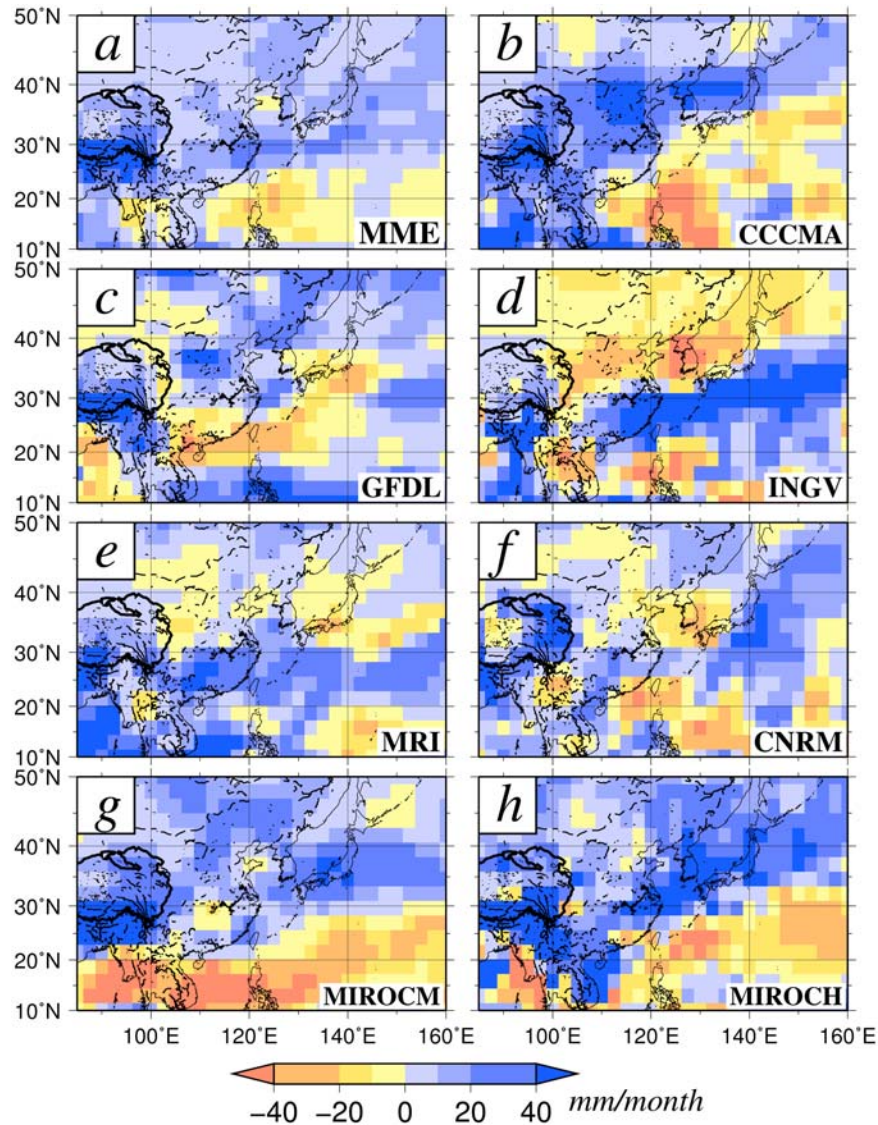 50°N
a
b
40°N
30°N
20°N
10°N
MME
CCCMA
50°N
c
d
40°N
30°N
20°N
10°N
GFDL
INGV
50°N
e
f
40°N
30°N
20°N
10°N
MRI
CNRM
50°N
g
h
40°N
30°N
20°N
10°N
MIROCM
MIROCH
100°E 120°E 140°E 160°E 100°E 120°E 140°E 160°E
−40 −20 0 20 40 mm/month